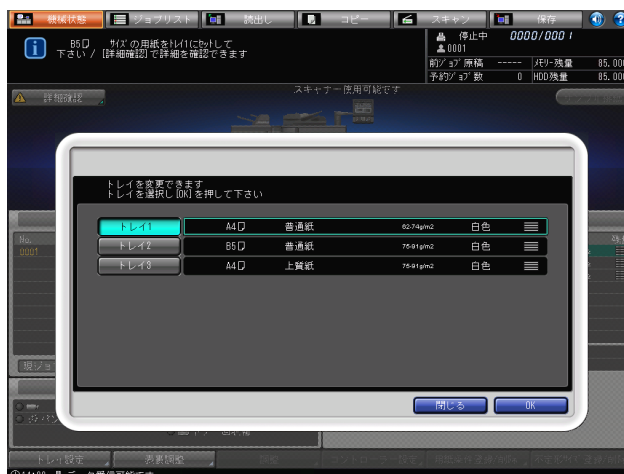 機械状態 ジョブリスト 読出し コピー スキャン 保存
B5 サイズの用紙をトレイ1にセットして
下さい / [詳細確認]で詳細を確認できます
停止中 0000/0001
0001
前ジョブ原稿 ----- メモリー残量 85.00
予約ジョブ数 0 HDD残量 85.00
詳細確認
スキャナー使用可能です
トレイを変更できます
トレイを選択し[OK]を押して下さい
トレイ1 A4 普通紙 62-74g/m2 白色
トレイ2 B5 普通紙 75-91g/m2 白色
トレイ3 A4 上質紙 75-91g/m2 白色
No.
0001
閉じる OK
トレイ設定 表裏調整 調整